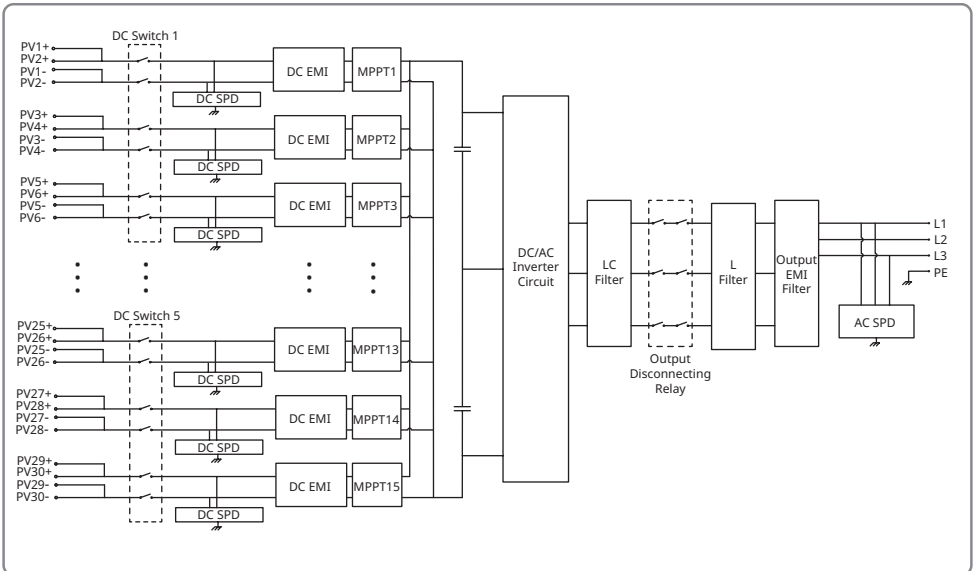 DC Switch 1
PV1+
PV2+
PV1-
PV2-
DC EMI
MPPT1
DC SPD
PV3+
PV4+
PV3-
PV4-
DC EMI
MPPT2
DC SPD
PV5+
PV6+
PV5-
PV6-
DC EMI
MPPT3
DC SPD
DC Switch 5
PV25+
PV26+
PV25-
PV26-
DC EMI
MPPT13
DC SPD
PV27+
PV28+
PV27-
PV28-
DC EMI
MPPT14
DC SPD
PV29+
PV30+
PV29-
PV30-
DC EMI
MPPT15
DC SPD
DC/AC
Inverter
Circuit
LC
Filter
Output
Disconnecting
Relay
L
Filter
Output
EMI
Filter
L1
L2
L3
PE
AC SPD